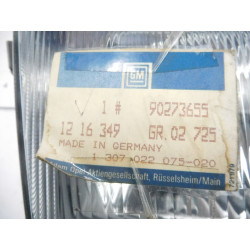 GM
1 # 90273655
12 16 349 GR. 02 725
MADE IN GERMANY
1 307 022 075-020
Opel Aktiengesellschaft, Rüsselsheim/Main